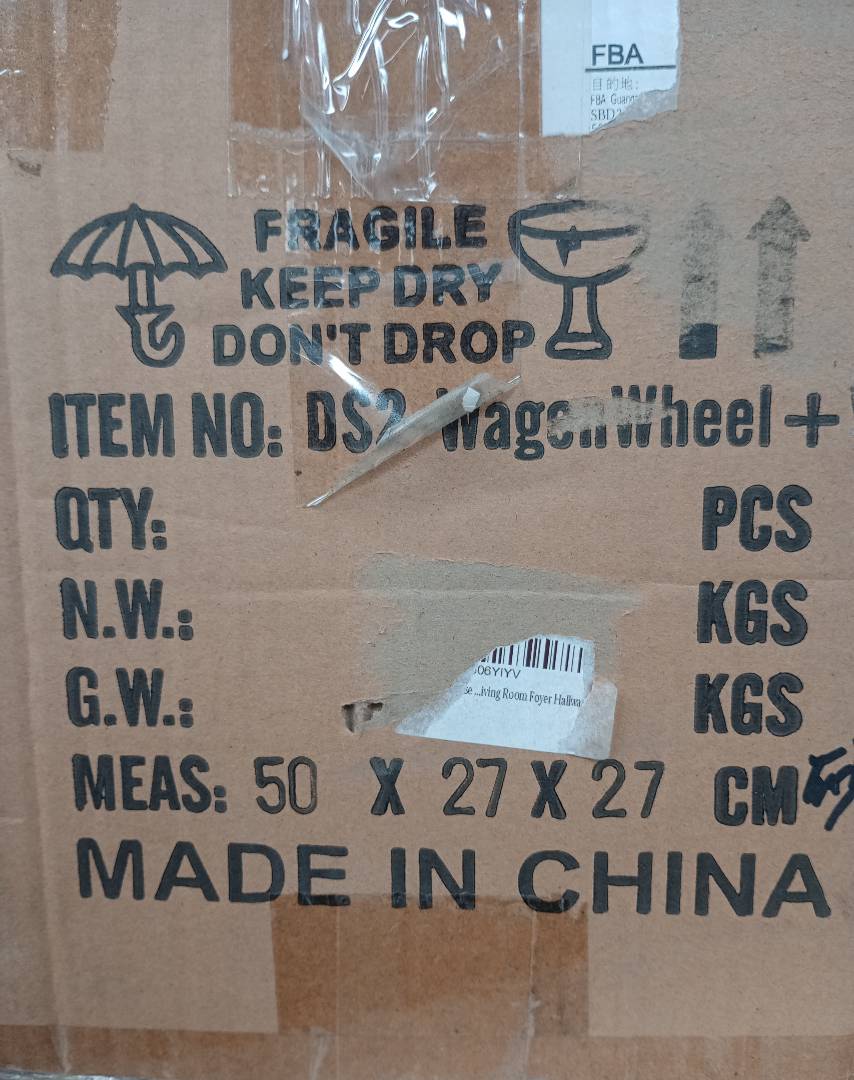 FBA
目的地:
FBA
FRAGILE
KEEP DRY
DON'T DROP
ITEM NO: DS2 WagonWheel +
QTY: PCS
N.W.: KGS
06YIYV
...iving Room Foyer
G.W.: KGS
MEAS: 50 X 27 X 27 CM
MADE IN CHINA